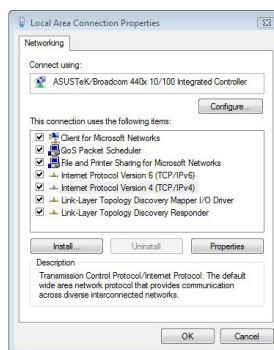 Local Area Connection Properties
Networking
Connect using:
ASUSTeK/Broadcom 440x 10/100 Integrated Controller
Configure...
This connection uses the following items:
Client for Microsoft Networks
QoS Packet Scheduler
File and Printer Sharing for Microsoft Networks
Internet Protocol Version 6 (TCP/IPv6)
Internet Protocol Version 4 (TCP/IPv4)
Link-Layer Topology Discovery Mapper I/O Driver
Link-Layer Topology Discovery Responder
Install... Uninstall Properties
Description
Transmission Control Protocol/Internet Protocol. The default
wide area network protocol that provides communication
across diverse interconnected networks.
OK Cancel